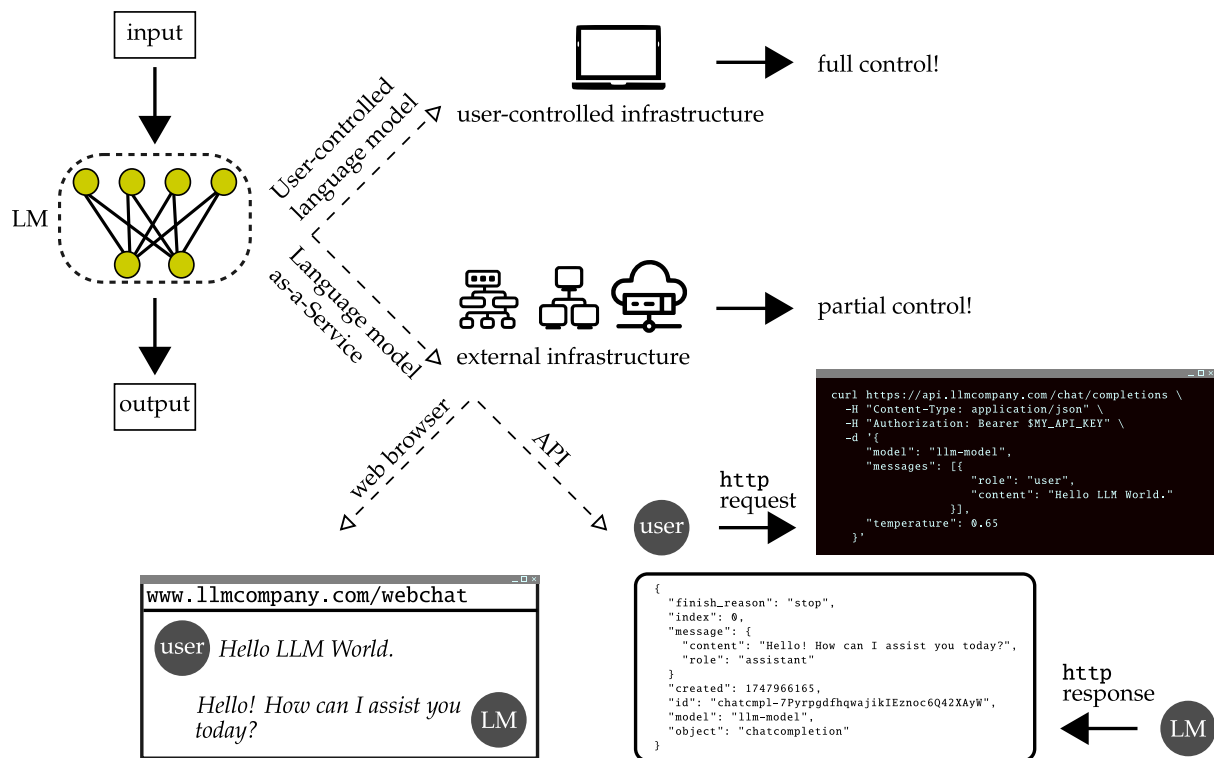 input
LM
output
User-controlled
language model
Language model
as-a-Service
user-controlled infrastructure
full control!
external infrastructure
partial control!
web browser
API
user
http
request
curl https://api.llmcompany.com/chat/completions \
-H "Content-Type: application/json" \
-H "Authorization: Bearer $MY_API_KEY" \
-d '{
"model": "llm-model",
"messages": [{
"role": "user",
"content": "Hello LLM World."
}],
"temperature": 0.65
}'
www.llmcompany.com/webchat
user
Hello LLM World.
Hello! How can I assist you
today?
LM
{
"finish_reason": "stop",
"index": 0,
"message": {
"content": "Hello! How can I assist you today?",
"role": "assistant"
}
"created": 1747966165,
"id": "chatcmpl-7PyrpgdfhqwajikIEznoc6Q42XAyW",
"model": "llm-model",
"object": "chatcompletion"
}
http
response
LM